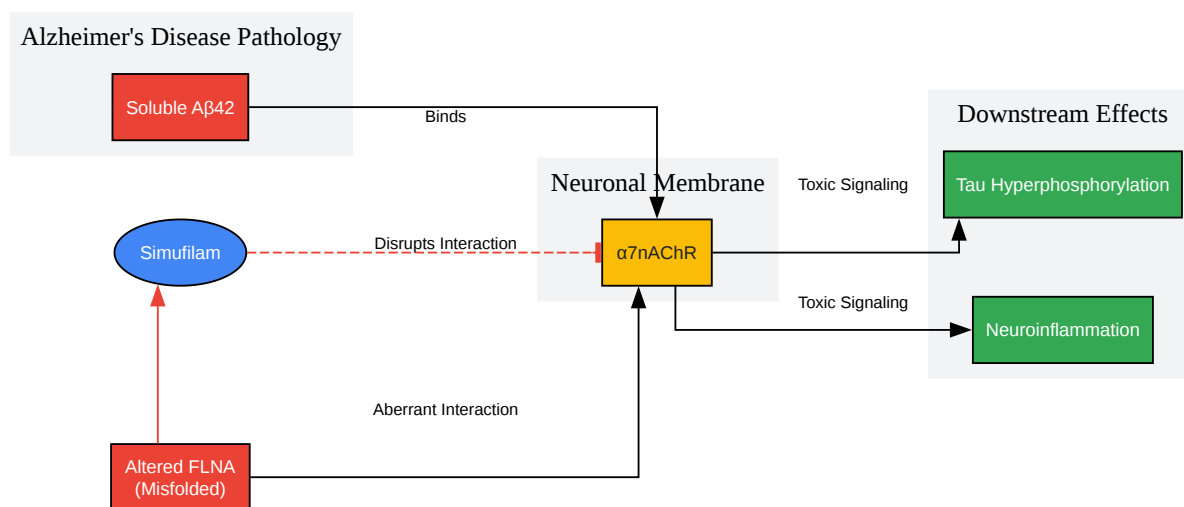 Alzheimer's Disease Pathology
Soluble Aβ42
Binds
Downstream Effects
Neuronal Membrane
Toxic Signaling
Tau Hyperphosphorylation
Simufilam
Disrupts Interaction
α7nAChR
Toxic Signaling
Neuroinflammation
Aberrant Interaction
Altered FLNA
(Misfolded)